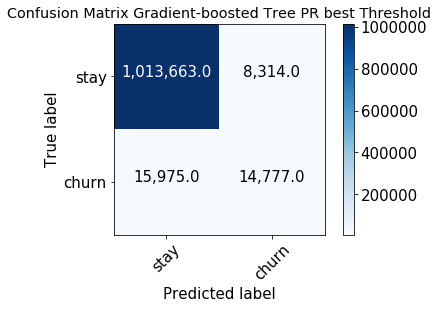 Confusion Matrix Gradient-boosted Tree PR best Threshold
True label
stay
churn
1,013,663.0
8,314.0
15,975.0
14,777.0
stay
churn
Predicted label
1000000
800000
600000
400000
200000